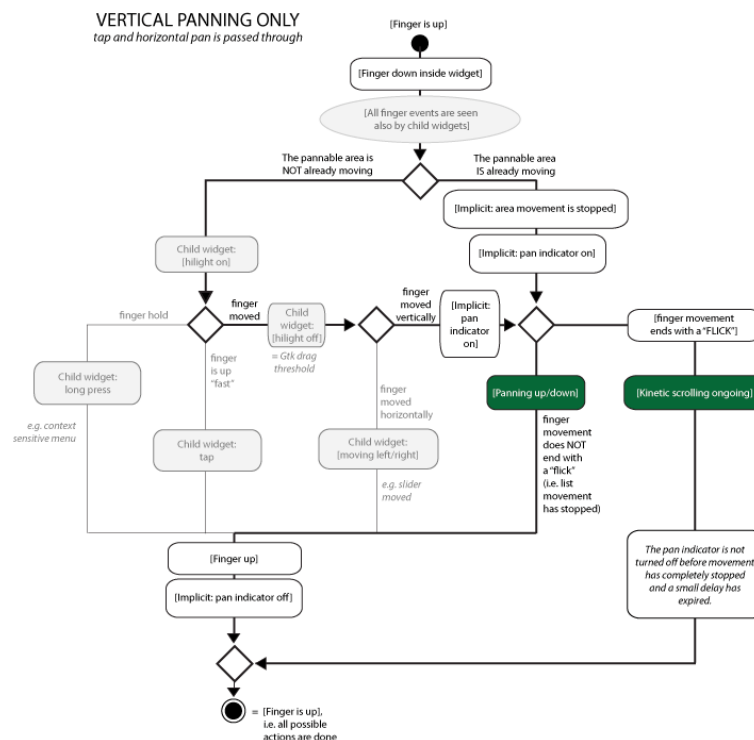 VERTICAL PANNING ONLY
tap and horizontal pan is passed through
[Finger is up]
[Finger down inside widget]
[All finger events are seen
also by child widgets]
The pannable area is
NOT already moving
The pannable area
IS already moving
[Implicit: area movement is stopped]
[Implicit: pan indicator on]
Child widget:
[hilight on]
finger hold
finger
moved
Child
widget:
[hilight off]
= Gtk drag
threshold
finger
moved
vertically
[Implicit:
pan
indicator
on]
[finger movement
ends with a "FLICK"]
Child widget:
long press
e.g. context
sensitive menu
finger
is up
"fast"
Child widget:
tap
finger
moved
horizontally
Child widget:
[moving left/right]
e.g. slider
moved
[Panning up/down]
finger
movement
does NOT
end with
a "flick"
(i.e. list
movement
has stopped)
[Kinetic scrolling ongoing]
The pan indicator is not
turned off before movement
has completely stopped
and a small delay has
expired.
[Finger up]
[Implicit: pan indicator off]
= [Finger is up],
i.e. all possible
actions are done